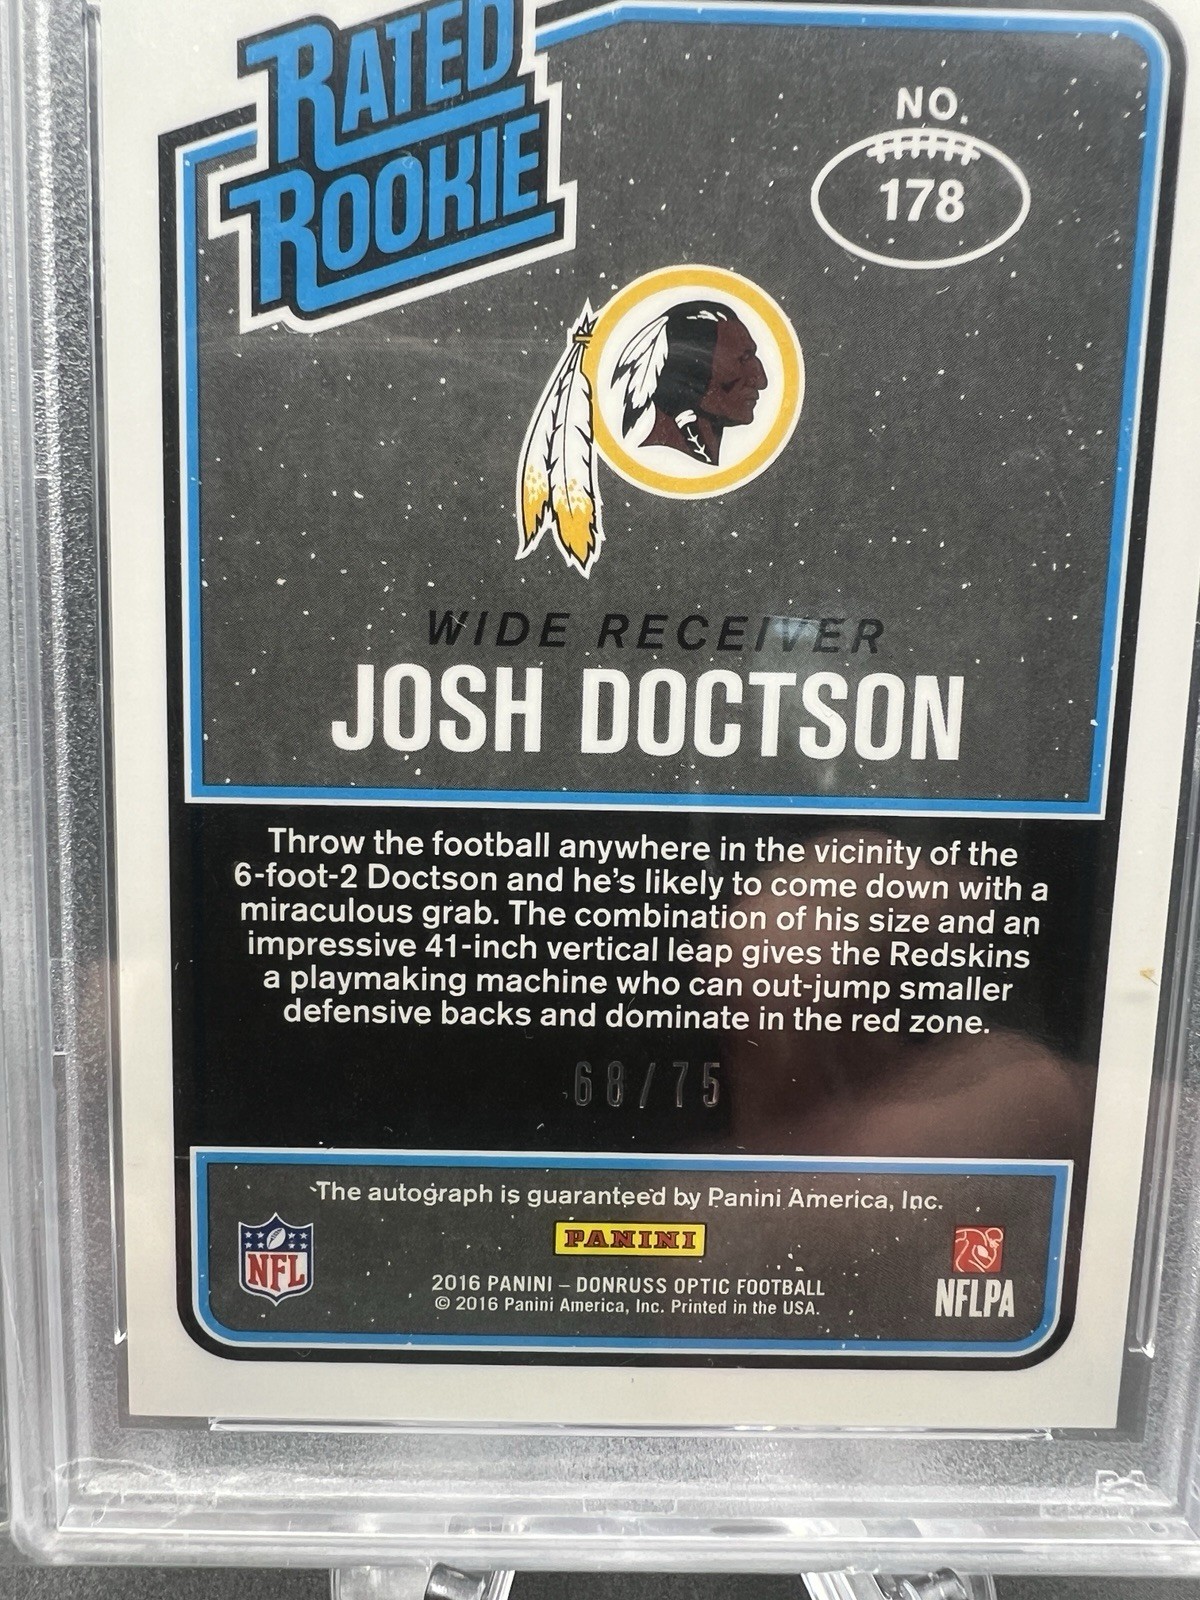 RATED
ROOKIE
NO.
178
WIDE RECEIVER
JOSH DOCTSON
Throw the football anywhere in the vicinity of the
6-foot-2 Doctson and he's likely to come down with a
miraculous grab. The combination of his size and an
impressive 41-inch vertical leap gives the Redskins
a playmaking machine who can out-jump smaller
defensive backs and dominate in the red zone.
68/75
The autograph is guaranteed by Panini America, Inc.
PANINI
NFL
2016 PANINI – DONRUSS OPTIC FOOTBALL
© 2016 Panini America, Inc. Printed in the USA.
NFLPA